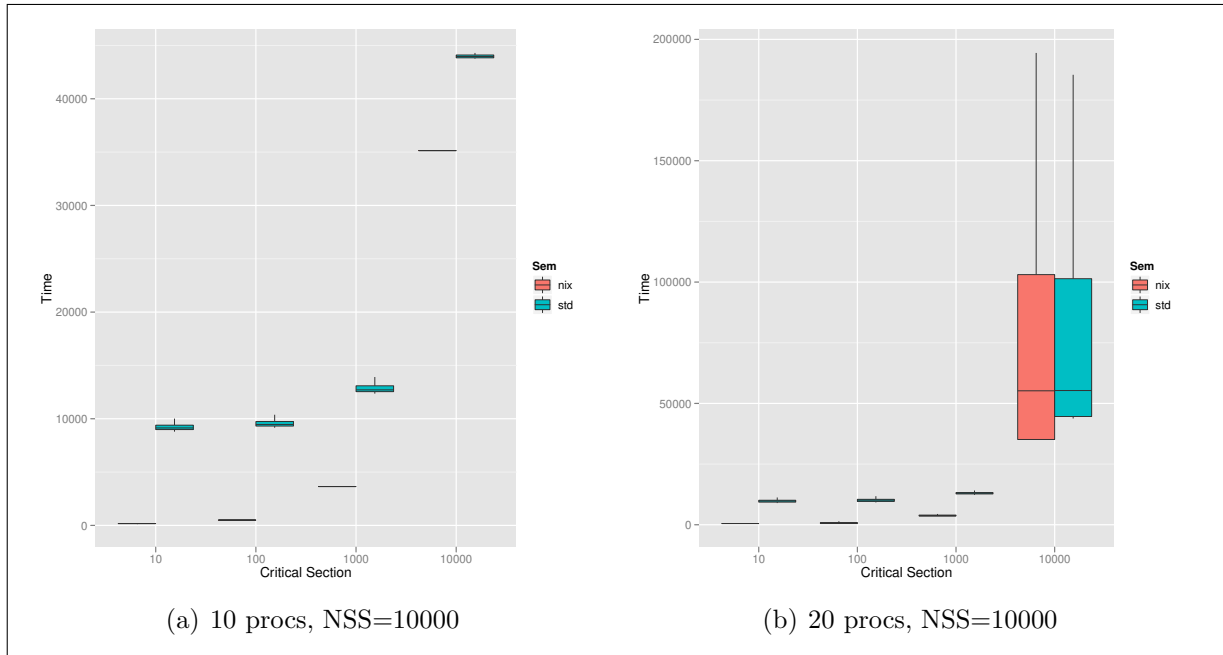 40000
30000
20000
10000
0
Time
10
100
1000
10000
Critical Section
Sem
nix
std
(a) 10 procs, NSS=10000
200000
150000
100000
50000
0
Time
10
100
1000
10000
Critical Section
Sem
nix
std
(b) 20 procs, NSS=10000